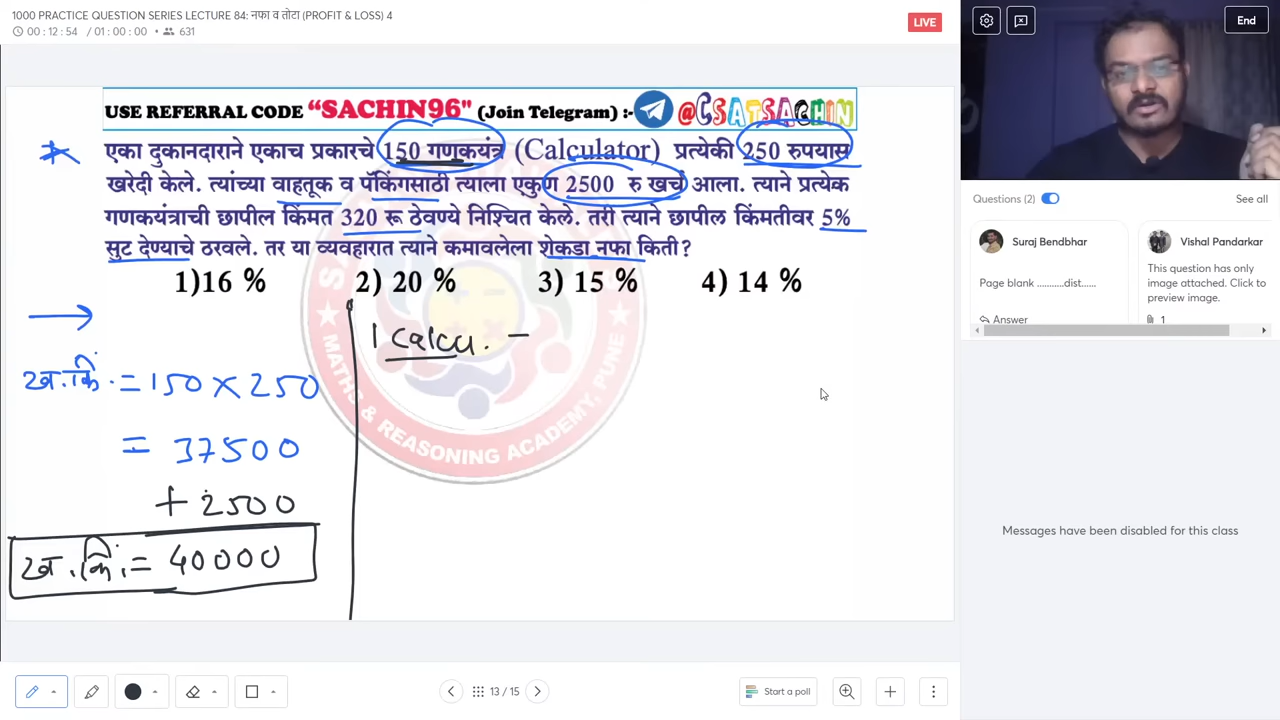 1000 PRACTICE QUESTION SERIES LECTURE 84: नफा व तोटा (PROFIT & LOSS) 4
00 : 12 : 54 / 01 : 00 : 00 • 631
LIVE
End
USE REFERRAL CODE “SACHIN96" (Join Telegram) :- @CSATSACHIN
एका दुकानदाराने एकाच प्रकारचे 150 गणकयंत्र (Calculator) प्रत्येकी 250 रुपयास
खरेदी केले. त्यांच्या वाहतूक व पॅकिंगसाठी त्याला एकुण 2500 रु खर्च आला. त्याने प्रत्येक
गणकयंत्राची छापील किंमत 320 रू ठेवण्ये निश्चित केले. तरी त्याने छापील किंमतीवर 5%
सुट देण्याचे ठरवले. तर या व्यवहारात त्याने कमावलेला शेकडा नफा किती?
1)16 % 2) 20 % 3) 15 % 4) 14 %
1 Calcu. –
ख. किं. = 150 × 250
= 37500
+ 2500
ख. किं. = 40000
MATHS & REASONING ACADEMY, PUNE
Questions (2)
See all
Suraj Bendbhar
Page blank ...........dist......
Answer
Vishal Pandarkar
This question has only
image attached. Click to
preview image.
1
Messages have been disabled for this class
13 / 15
Start a poll